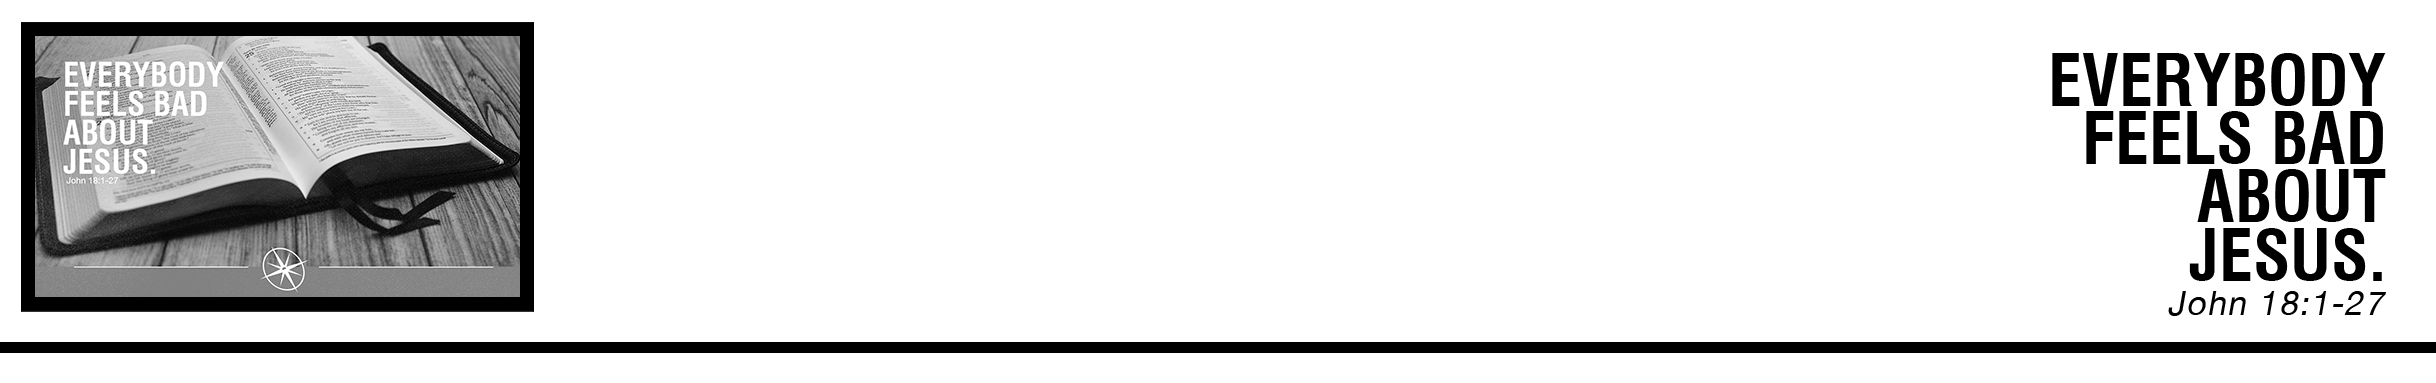 EVERYBODY
FEELS BAD
ABOUT
JESUS.
John 18:1-27
EVERYBODY
FEELS BAD
ABOUT
JESUS.
John 18:1-27